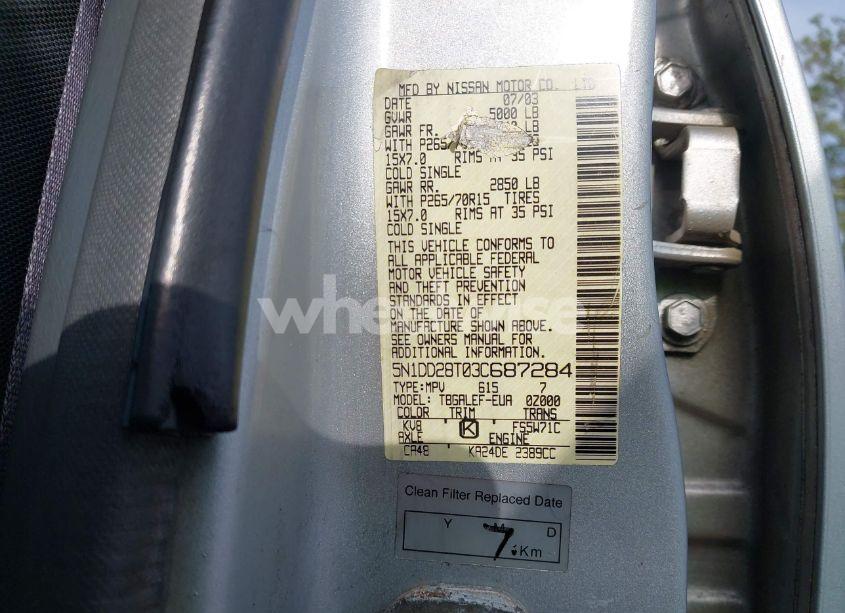 MFD BY NISSAN MOTOR CO. LTD
DATE 07/03
GVWR 5000 LB
GAWR FR. LB
WITH P265/
15X7.0 RIMS AT 35 PSI
COLD SINGLE
GAWR RR. 2850 LB
WITH P265/70R15 TIRES
15X7.0 RIMS AT 35 PSI
COLD SINGLE
THIS VEHICLE CONFORMS TO
ALL APPLICABLE FEDERAL
MOTOR VEHICLE SAFETY
AND THEFT PREVENTION
STANDARDS IN EFFECT
ON THE DATE OF
MANUFACTURE SHOWN ABOVE.
SEE OWNERS MANUAL FOR
ADDITIONAL INFORMATION.
5N1DD28T03C687284
TYPE:MPV 615 7
MODEL: TBGALEF-EUA 0Z000
COLOR TRIM TRANS
KV8 K FS5W71C
AXLE ENGINE
CA48 KA24DE 2389CC
Clean Filter Replaced Date
Y M D
7 Km